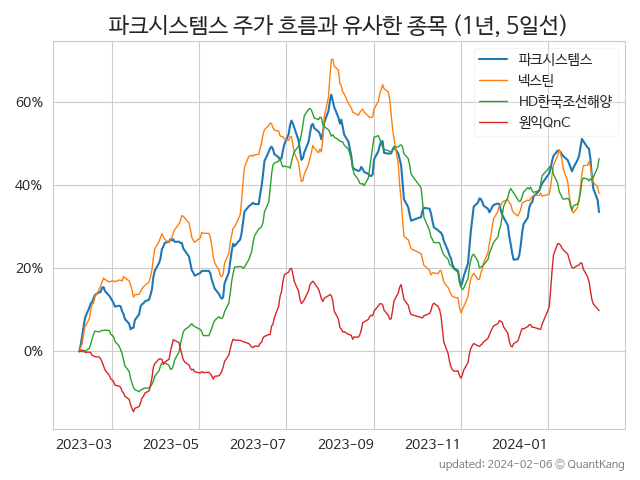 파크시스템스 주가 흐름과 유사한 종목 (1년, 5일선)
파크시스템스
넥스틴
HD한국조선해양
원익QnC
60%
40%
20%
0%
2023-03 2023-05 2023-07 2023-09 2023-11 2024-01
updated: 2024-02-06 © QuantKang